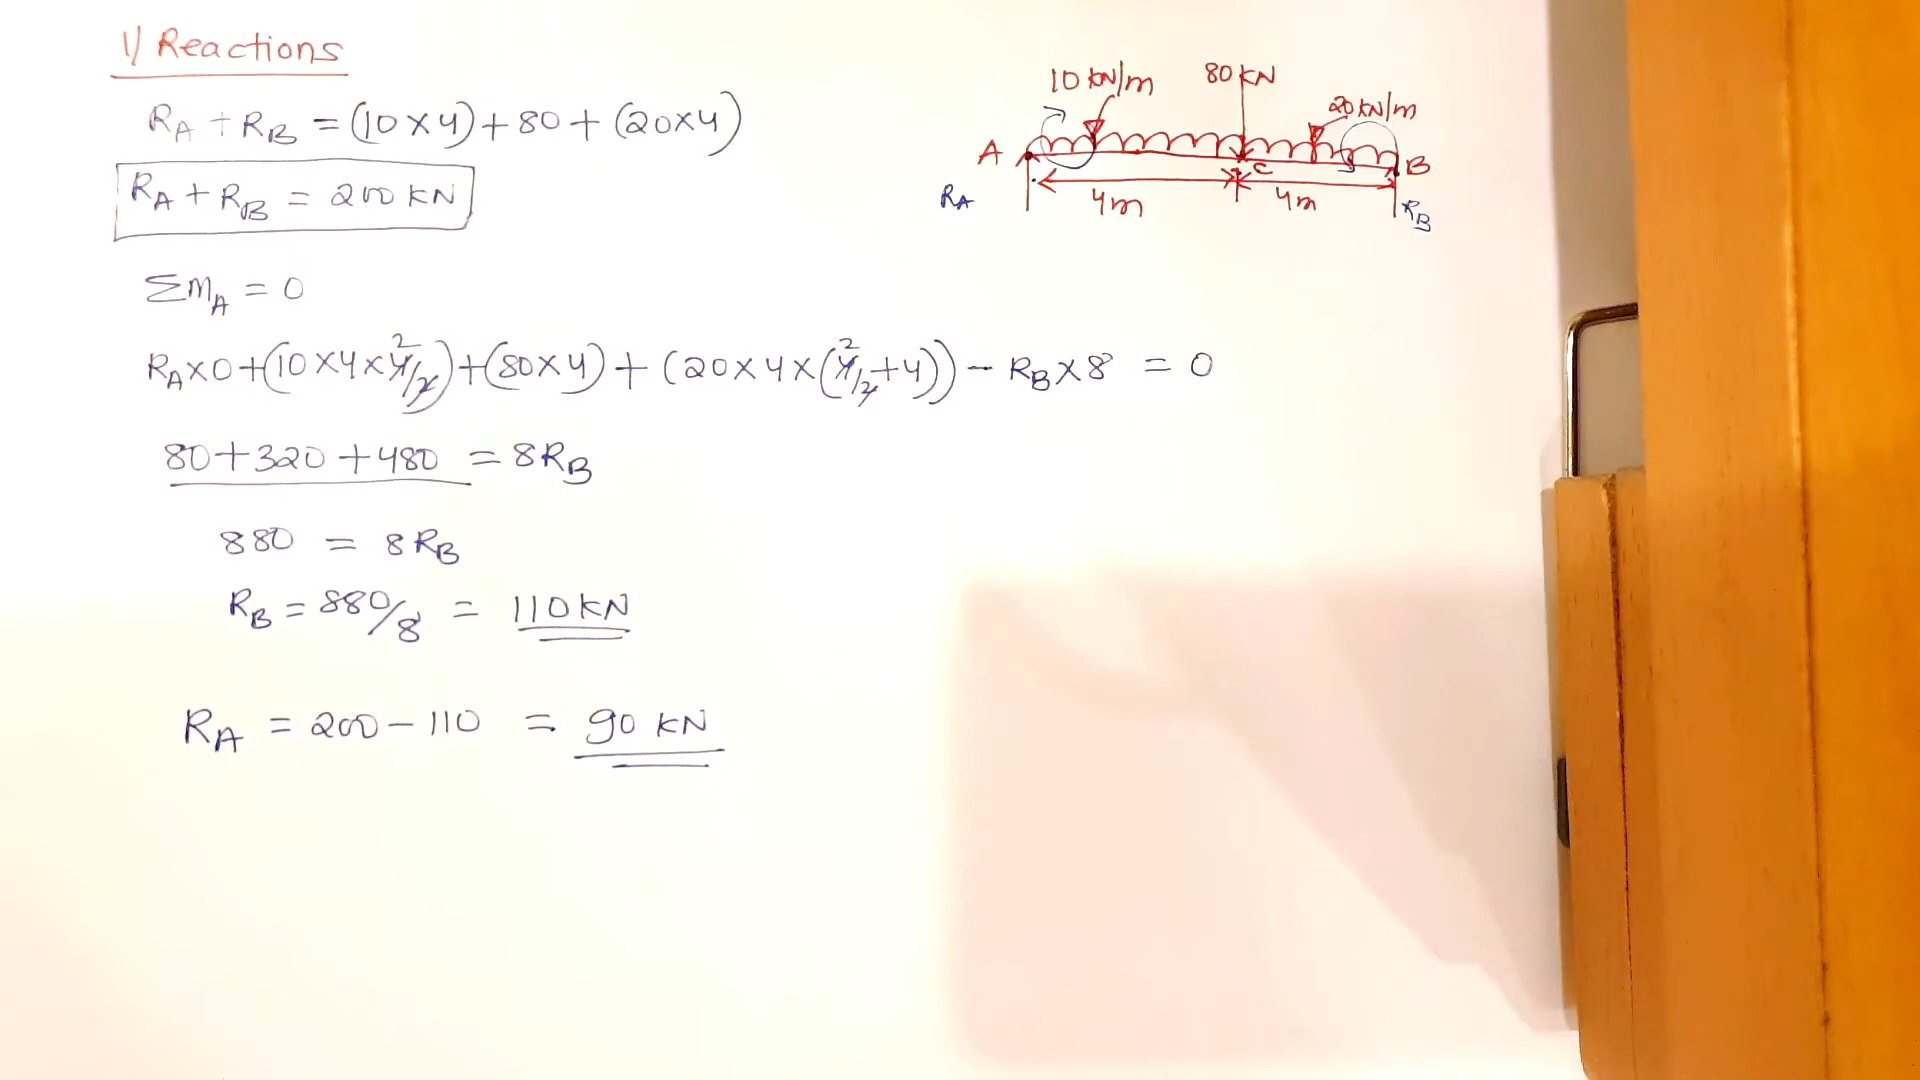 1) Reactions
RA + RB = (10×4) + 80 + (20×4)
RA + RB = 200 KN
ΣMA = 0
RA×0 + (10×4×4/2) + (80×4) + (20×4×(4/2+4)) - RB×8 = 0
80+320+480 = 8RB
880 = 8RB
RB = 880/8 = 110KN
RA = 200-110 = 90 KN
10 kN/m 80 KN
20 kN/m
A C B
RA 4m 4m RB